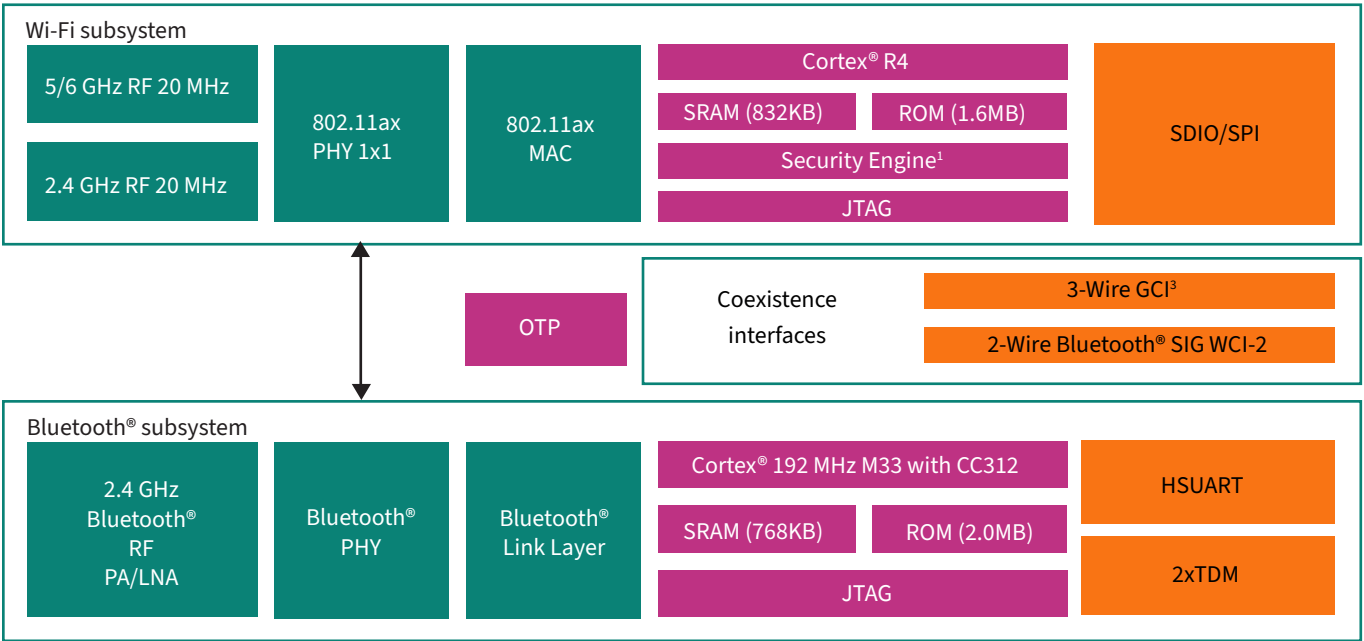 Wi-Fi subsystem
5/6 GHz RF 20 MHz
2.4 GHz RF 20 MHz
802.11ax
PHY 1x1
802.11ax
MAC
Cortex® R4
SRAM (832KB)
ROM (1.6MB)
Security Engine¹
JTAG
SDIO/SPI
OTP
Coexistence
interfaces
3-Wire GCI³
2-Wire Bluetooth® SIG WCI-2
Bluetooth® subsystem
2.4 GHz
Bluetooth®
RF
PA/LNA
Bluetooth®
PHY
Bluetooth®
Link Layer
Cortex® 192 MHz M33 with CC312
SRAM (768KB)
ROM (2.0MB)
JTAG
HSUART
2xTDM